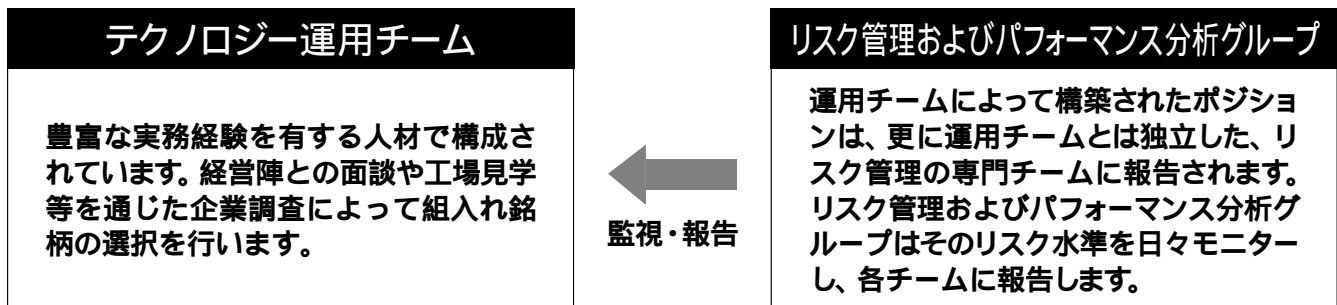 テクノロジー運用チーム
豊富な実務経験を有する人材で構成さ
れています。経営陣との面談や工場見学
等を通じた企業調査によって組入れ銘
柄の選択を行います。
監視・報告
リスク管理およびパフォーマンス分析グループ
運用チームによって構築されたポジショ
ンは、更に運用チームとは独立した、リ
スク管理の専門チームに報告されます。
リスク管理およびパフォーマンス分析グ
ループはそのリスク水準を日々モニター
し、各チームに報告します。